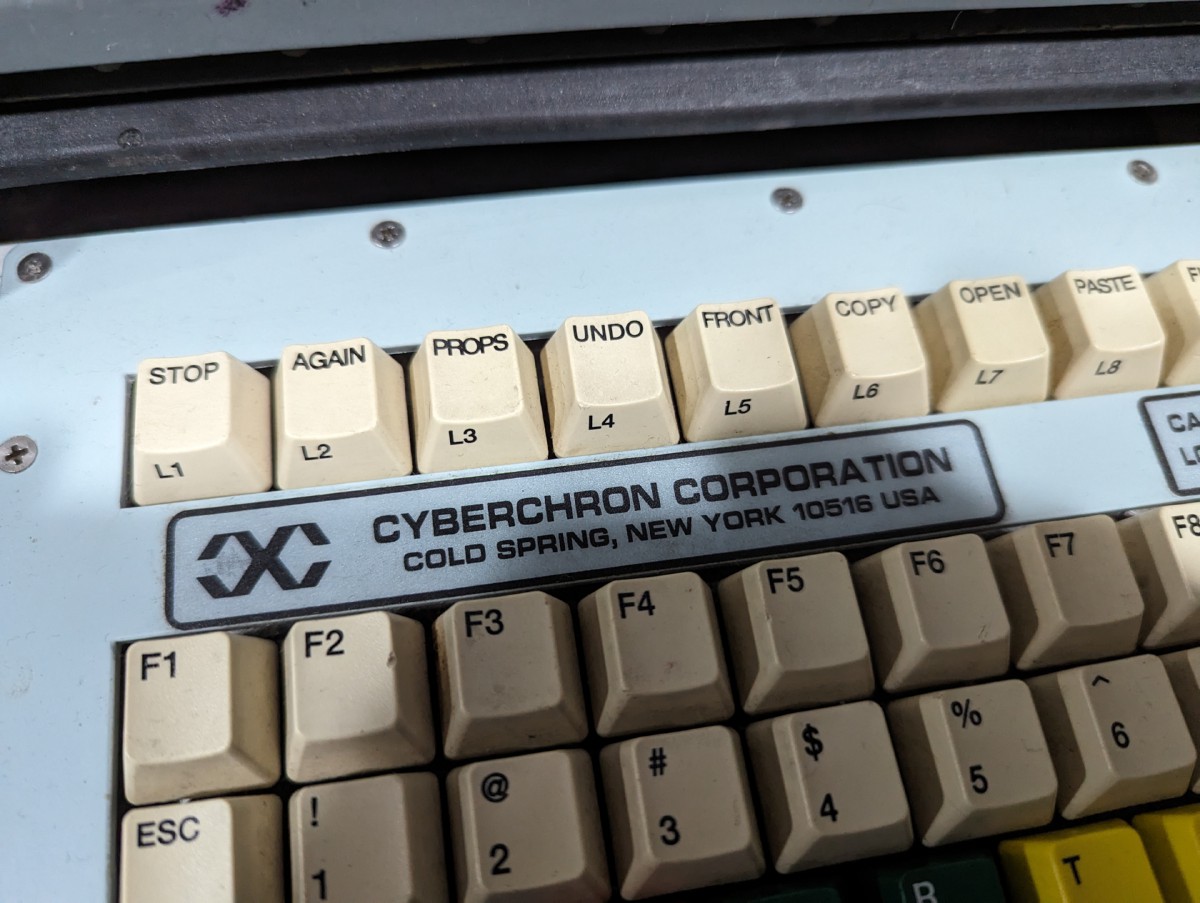 STOP AGAIN PROPS UNDO FRONT COPY OPEN PASTE
L1 L2 L3 L4 L5 L6 L7 L8
CYBERCHRON CORPORATION
COLD SPRING, NEW YORK 10516 USA
F1 F2 F3 F4 F5 F6 F7 F8
ESC ! @ # $ % ^
1 2 3 4 5 6
R T